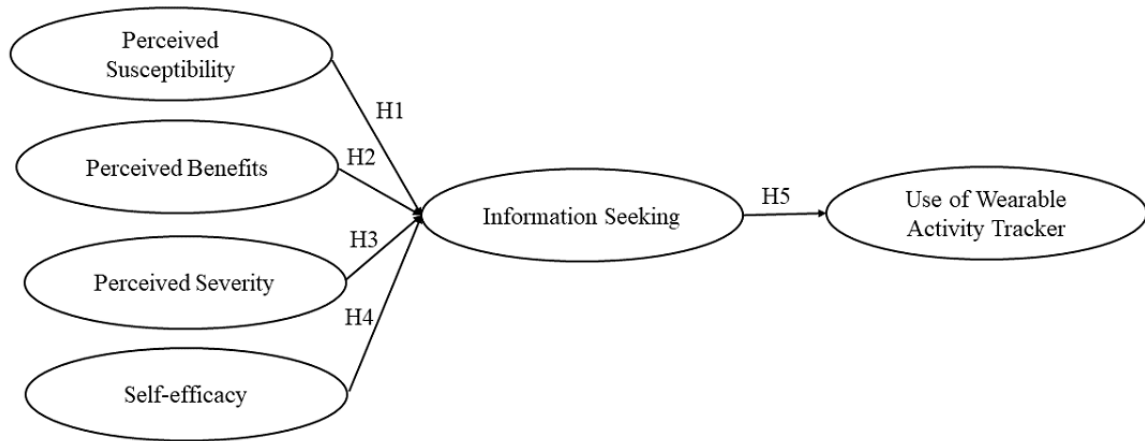 Perceived
Susceptibility
H1
Perceived Benefits
H2
Information Seeking
H5
Use of Wearable
Activity Tracker
H3
Perceived Severity
H4
Self-efficacy